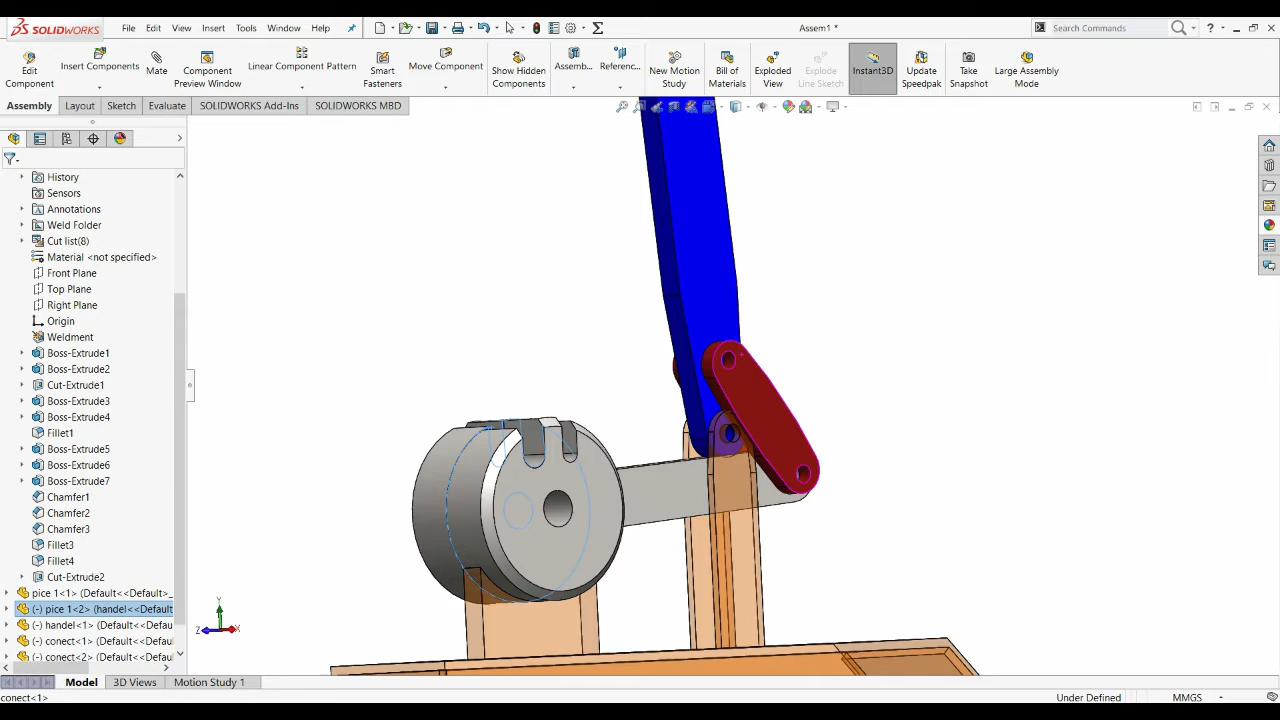 SOLIDWORKS File Edit View Insert Tools Window Help Assem1 * Search Commands
Edit Component Insert Components Mate Component Preview Window Linear Component Pattern Smart Fasteners Move Component Show Hidden Components Assemb... Referenc... New Motion Study Bill of Materials Exploded View Explode Line Sketch Instant3D Update Speedpak Take Snapshot Large Assembly Mode
Assembly Layout Sketch Evaluate SOLIDWORKS Add-Ins SOLIDWORKS MBD
History
Sensors
Annotations
Weld Folder
Cut list(8)
Material <not specified>
Front Plane
Top Plane
Right Plane
Origin
Weldment
Boss-Extrude1
Boss-Extrude2
Cut-Extrude1
Boss-Extrude3
Boss-Extrude4
Fillet1
Boss-Extrude5
Boss-Extrude6
Boss-Extrude7
Chamfer1
Chamfer2
Chamfer3
Fillet3
Fillet4
Cut-Extrude2
pice 1<1> (Default<<Default>_
(-) pice 1<2> (handel<<Default
(-) handel<1> (Default<<Defau
(-) conect<1> (Default<<Defau
(-) conect<2> (Default<<Defau
Y
Z X
Model 3D Views Motion Study 1
conect<1> Under Defined MMGS